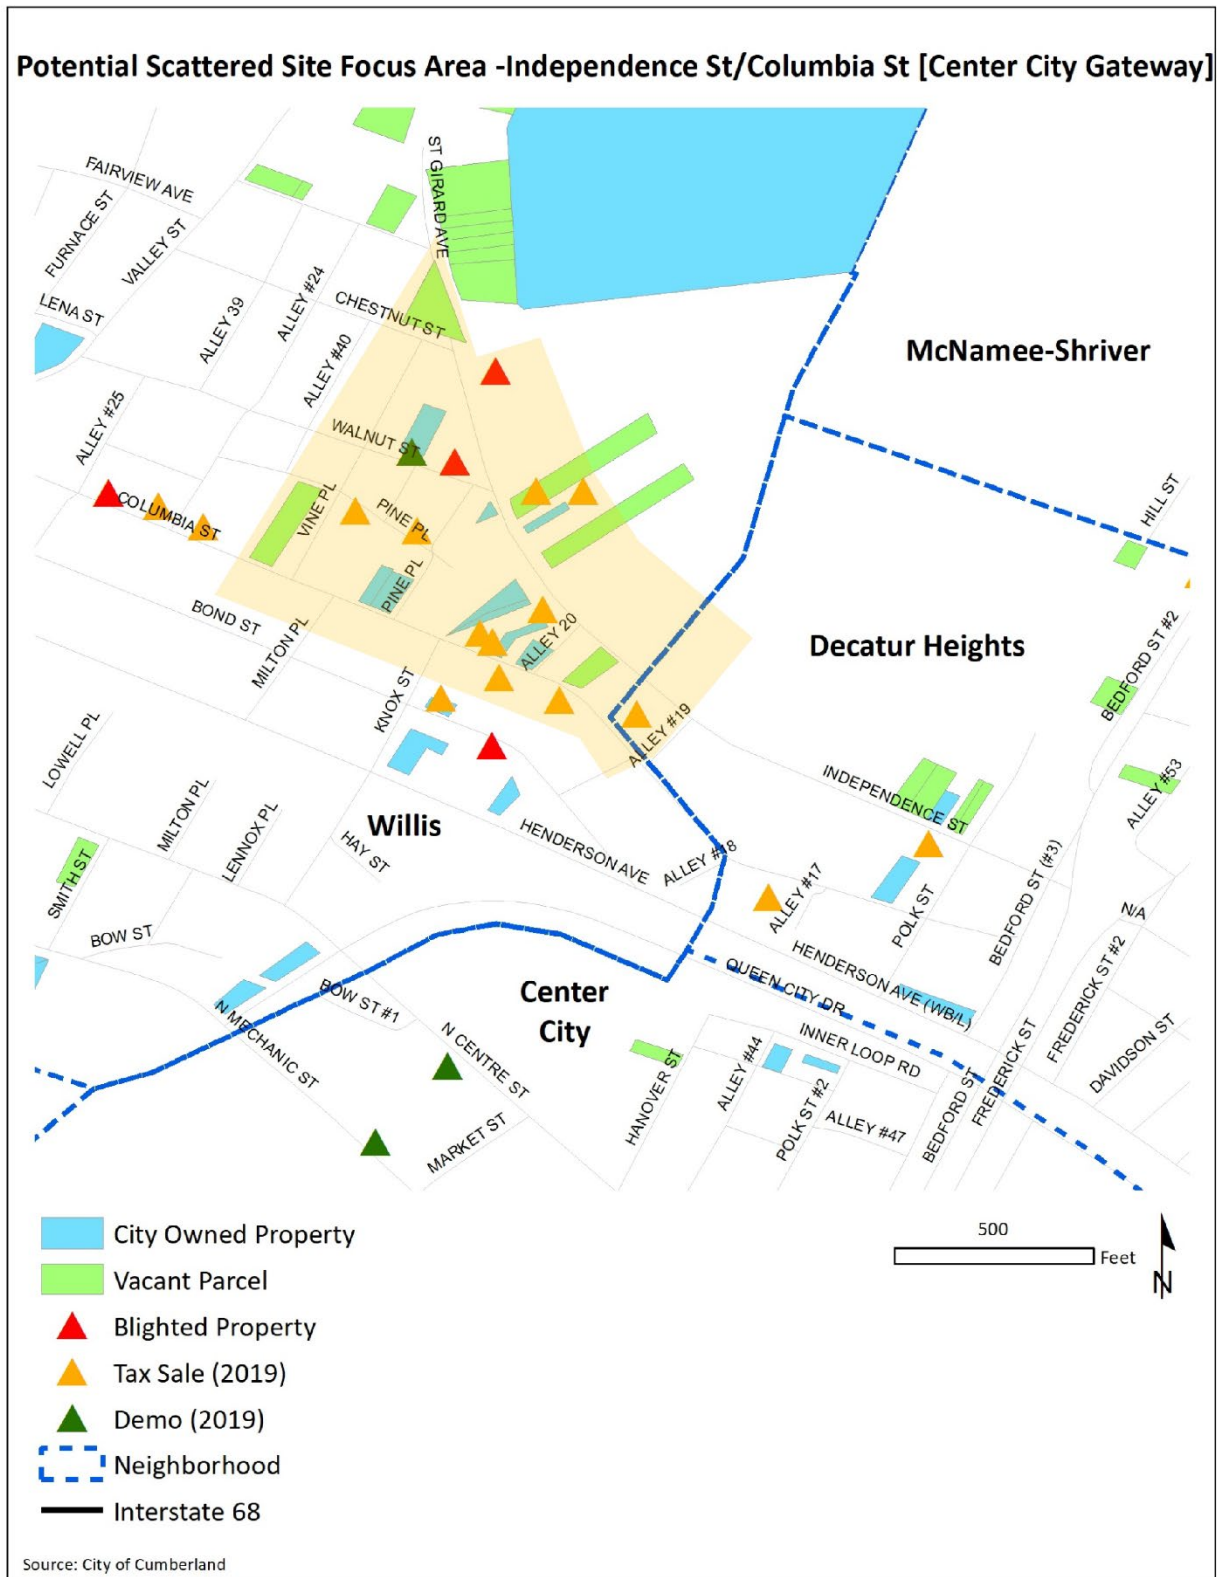 Potential Scattered Site Focus Area -Independence St/Columbia St [Center City Gateway]
ST GIRARD AVE
FAIRVIEW AVE
FURNACE ST
VALLEY ST
ALLEY #24
LENA ST
ALLEY 39
CHESTNUT ST
ALLEY #40
McNamee-Shriver
ALLEY #25
WALNUT ST
HILL ST
COLUMBIA ST
VINE PL
PINE PL
PINE PL
BOND ST
MILTON PL
ALLEY 20
Decatur Heights
BEDFORD ST #2
KNOX ST
ALLEY #19
LOWELL PL
INDEPENDENCE ST
ALLEY #53
MILTON PL
LENNOX PL
Willis
HAY ST
HENDERSON AVE
ALLEY #18
ALLEY #17
POLK ST
BEDFORD ST (#3)
SMITH ST
N/A
BOW ST
HENDERSON AVE (WB/L)
FREDERICK ST #2
QUEEN CITY DR
Center
City
BOW ST #1
N MECHANIC ST
N CENTRE ST
INNER LOOP RD
DAVIDSON ST
HANOVER ST
ALLEY #44
POLK ST #2
BEDFORD ST
FREDERICK ST
MARKET ST
ALLEY #47
City Owned Property
Vacant Parcel
Blighted Property
Tax Sale (2019)
Demo (2019)
Neighborhood
Interstate 68
500
Feet
N
Source: City of Cumberland